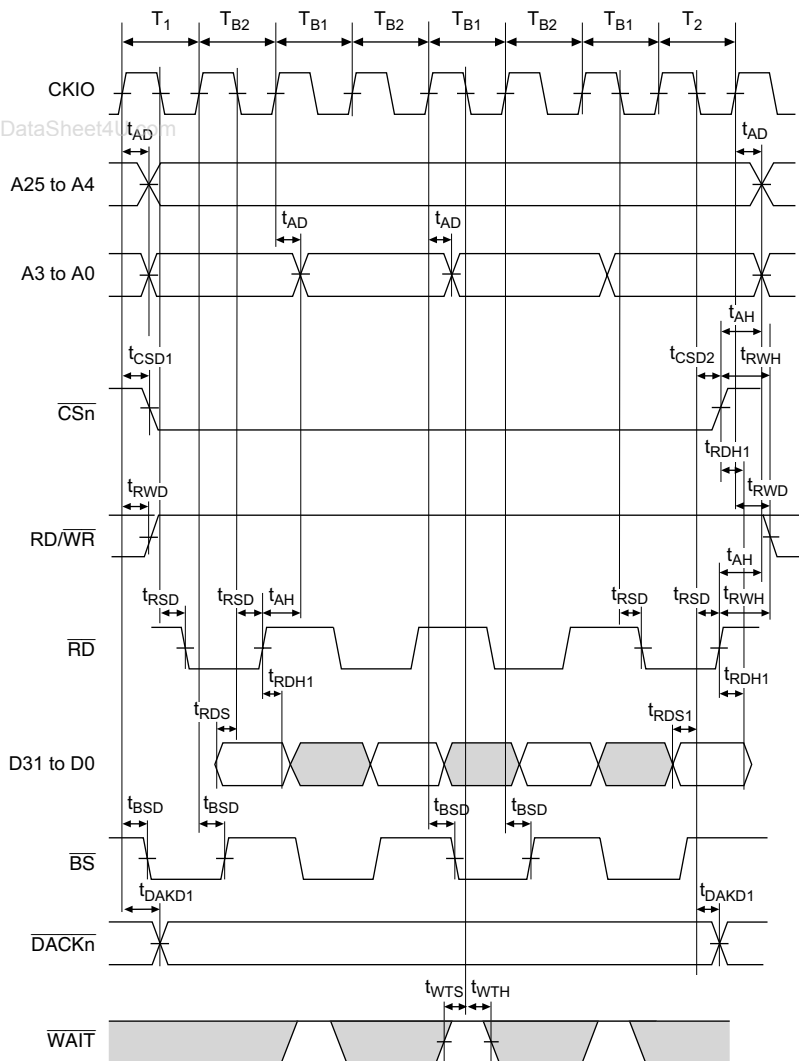 T1 TB2 TB1 TB2 TB1 TB2 TB1 T2
CKIO
DataSheet4U.com
tAD tAD
A25 to A4
tAD tAD
A3 to A0
tAH
tCSD1 tCSD2 tRWH
CSn
tRDH1
tRWD tRWD
RD/WR
tAH
tRSD tRSD tAH tRSD tRSD tRWH
RD
tRDH1 tRDH1
tRDS tRDS1
D31 to D0
tBSD tBSD tBSD tBSD
BS
tDAKD1 tDAKD1
DACKn
tWTS tWTH
WAIT